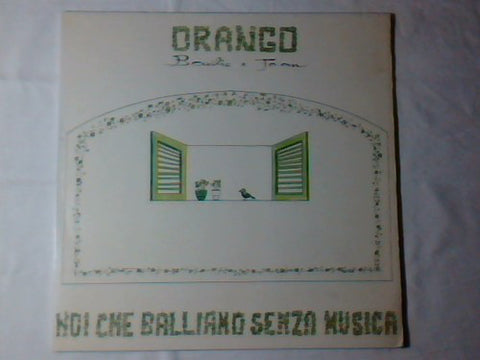 ORANGO
NOI CHE BALLIAMO SENZA MUSICA